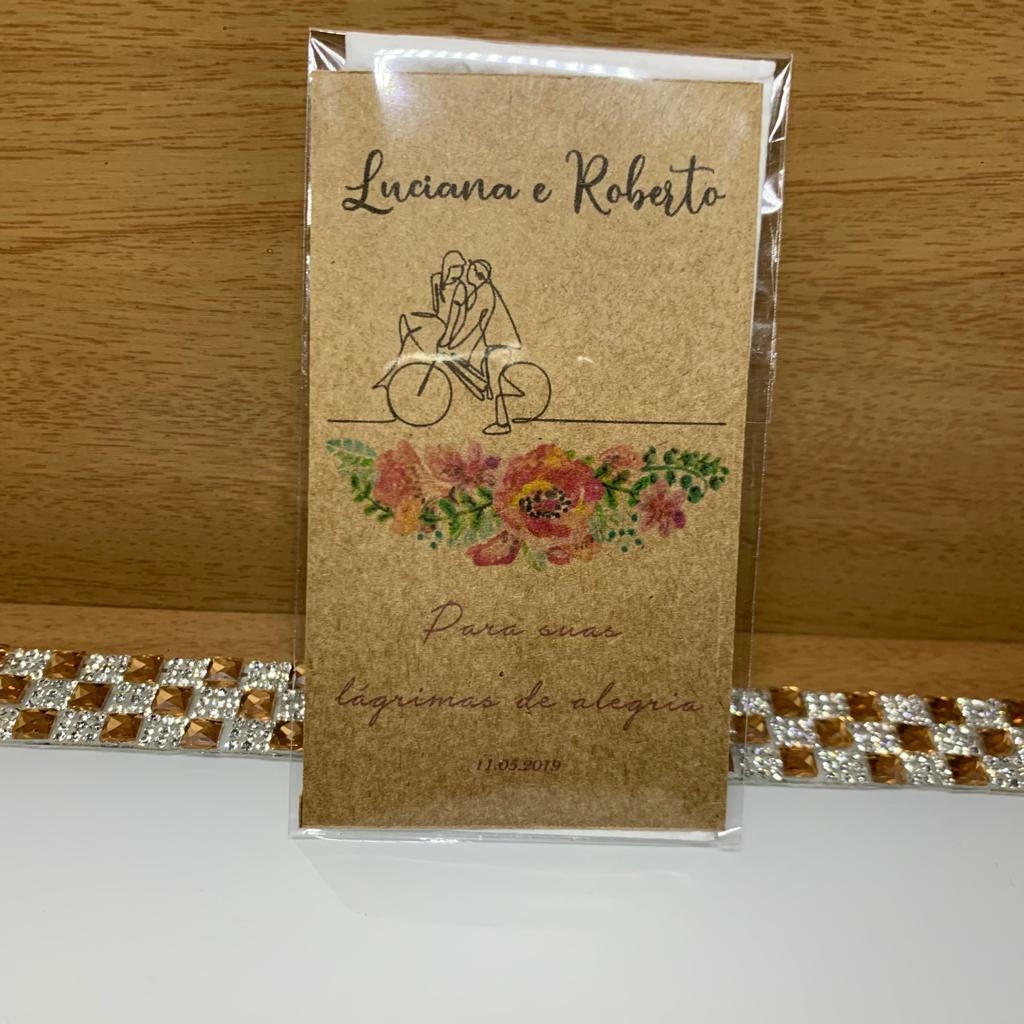 Luciana e Roberto
Para suas
lágrimas de alegria
11.05.2019